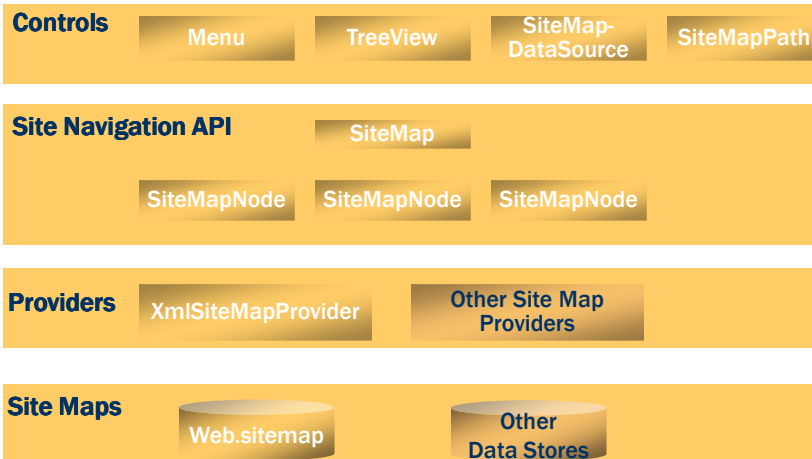 Controls
Menu
TreeView
SiteMap-
DataSource
SiteMapPath
Site Navigation API
SiteMap
SiteMapNode
SiteMapNode
SiteMapNode
Providers
XmlSiteMapProvider
Other Site Map
Providers
Site Maps
Web.sitemap
Other
Data Stores